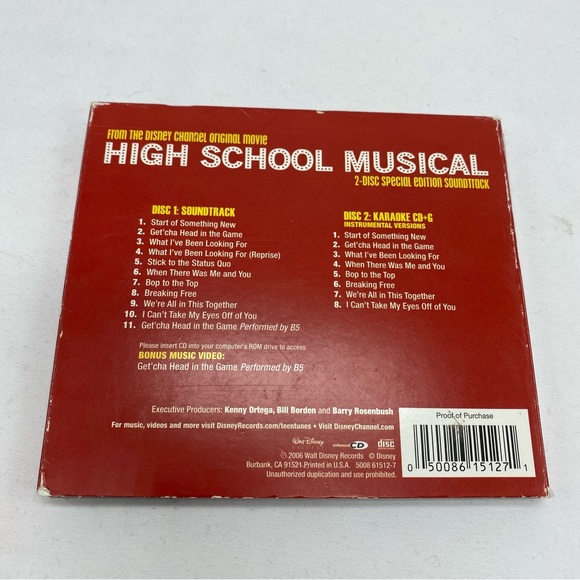 FROM THE DISNEY CHANNEL ORIGINAL MOVIE
HIGH SCHOOL MUSICAL
2-DISC SPECIAL EDITION SOUNDTRACK
DISC 1: SOUNDTRACK
1. Start of Something New
2. Get'cha Head in the Game
3. What I've Been Looking For
4. What I've Been Looking For (Reprise)
5. Stick to the Status Quo
6. When There Was Me and You
7. Bop to the Top
8. Breaking Free
9. We're All in This Together
10. I Can't Take My Eyes Off of You
11. Get'cha Head in the Game Performed by B5
Please insert CD into your computer's ROM drive to access
BONUS MUSIC VIDEO:
Get'cha Head in the Game Performed by B5
DISC 2: KARAOKE CD+G
INSTRUMENTAL VERSIONS
1. Start of Something New
2. Get'cha Head in the Game
3. What I've Been Looking For
4. When There Was Me and You
5. Bop to the Top
6. Breaking Free
7. We're All in This Together
8. I Can't Take My Eyes Off of You
Executive Producers: Kenny Ortega, Bill Borden and Barry Rosenbush
For music, videos and more visit DisneyRecords.com/teentunes • Visit DisneyChannel.com
Walt Disney
enhanced CD
disc
℗ 2006 Walt Disney Records © Disney
Burbank, CA 91521 Printed in U.S.A. 5008 61512-7
Unauthorized duplication and use prohibited.
Proof of Purchase
0 50086 15127 1